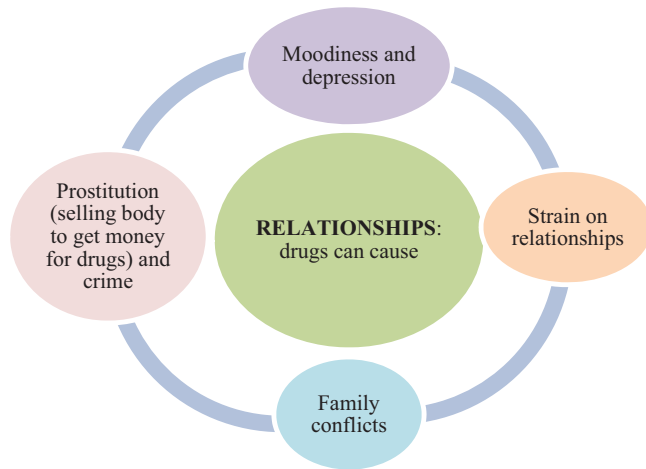 Moodiness and
depression
Prostitution
(selling body
to get money
for drugs) and
crime
RELATIONSHIPS:
drugs can cause
Strain on
relationships
Family
conflicts